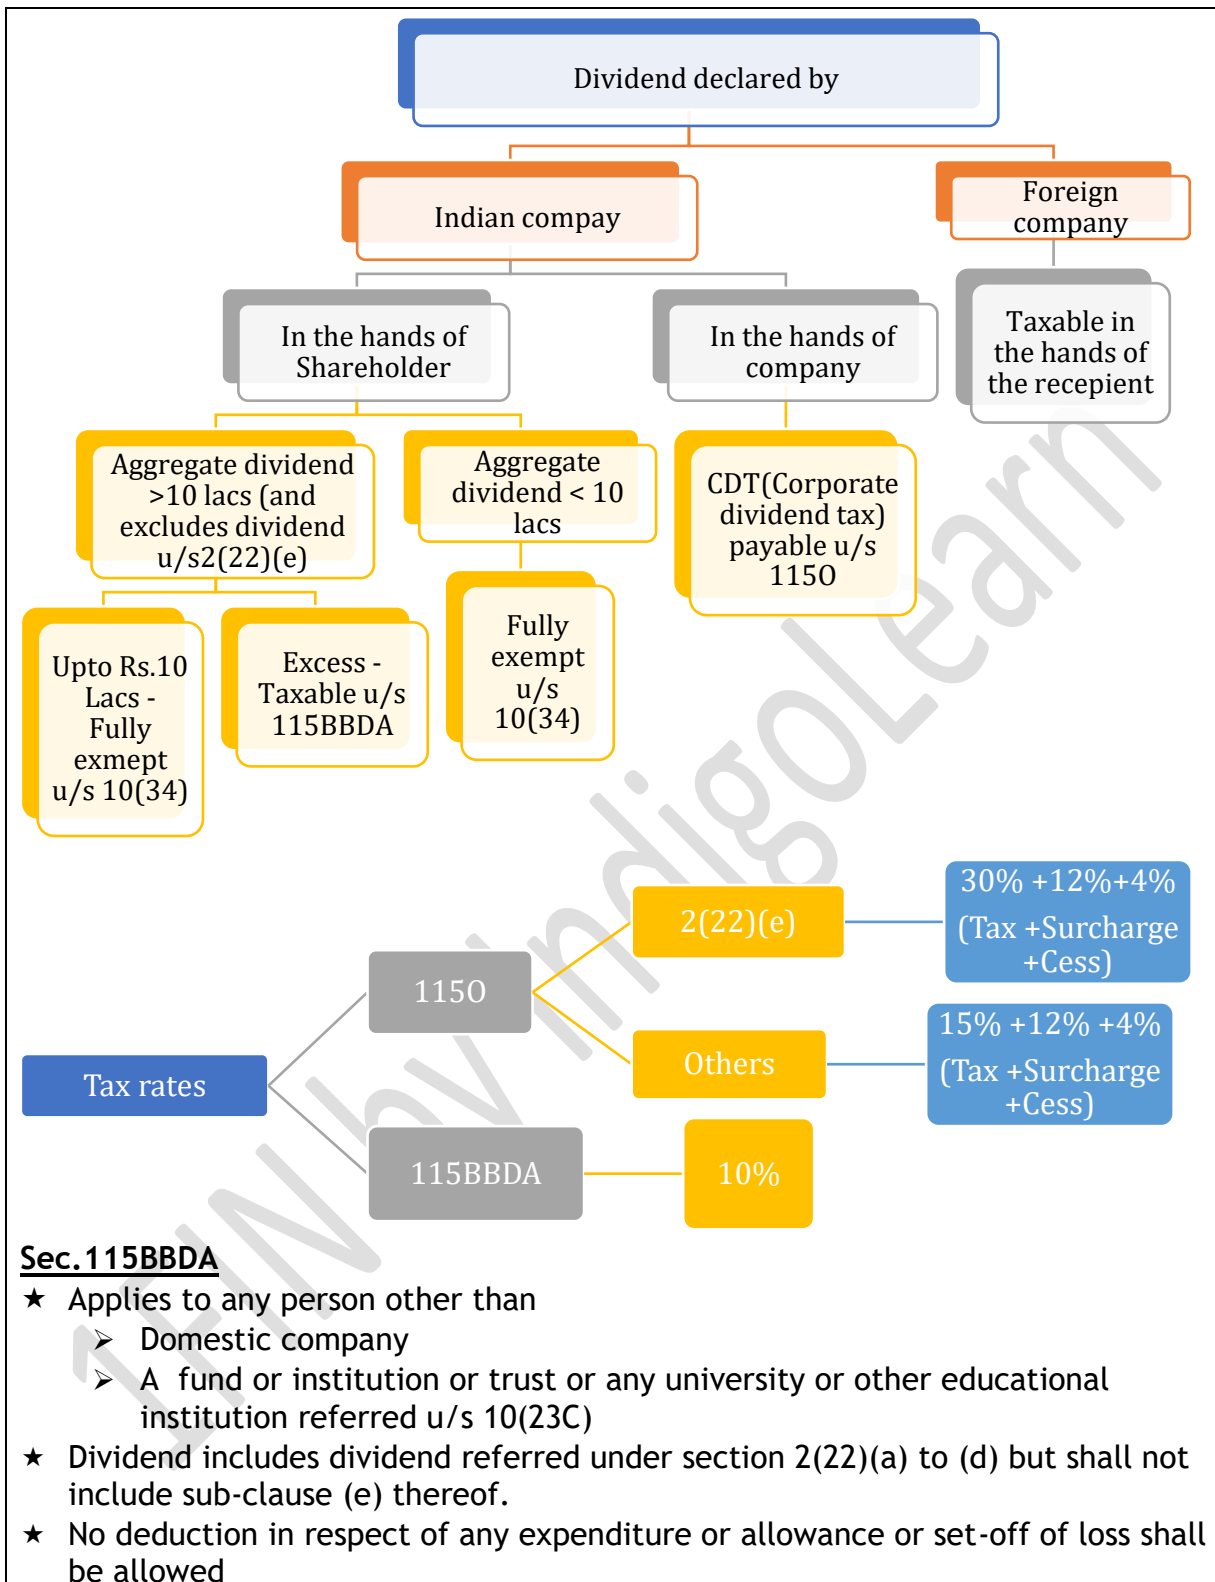 Dividend declared by
Indian compay
Foreign
company
In the hands of
Shareholder
In the hands of
company
Taxable in
the hands of
the recepient
Aggregate dividend
>10 lacs (and
excludes dividend
u/s2(22)(e)
Aggregate
dividend < 10
lacs
CDT(Corporate
dividend tax)
payable u/s
115O
Upto Rs.10
Lacs -
Fully
exmept
u/s 10(34)
Excess -
Taxable u/s
115BBDA
Fully
exempt
u/s
10(34)
Tax rates
115O
2(22)(e)
30% +12%+4%
(Tax +Surcharge
+Cess)
Others
15% +12% +4%
(Tax +Surcharge
+Cess)
115BBDA
10%
Sec.115BBDA
★ Applies to any person other than
➢ Domestic company
➢ A fund or institution or trust or any university or other educational
institution referred u/s 10(23C)
★ Dividend includes dividend referred under section 2(22)(a) to (d) but shall not
include sub-clause (e) thereof.
★ No deduction in respect of any expenditure or allowance or set-off of loss shall
be allowed
1FIN by IndigoLearn